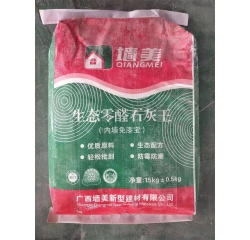 墙美
QIANGMEI
生态零醛石灰王
(内墙免漆宝)
•优质原料 •生态配方
•轻松批刮 •防霉防潮
净重:15kg±0.5kg
广西墙美新型建材有限公司